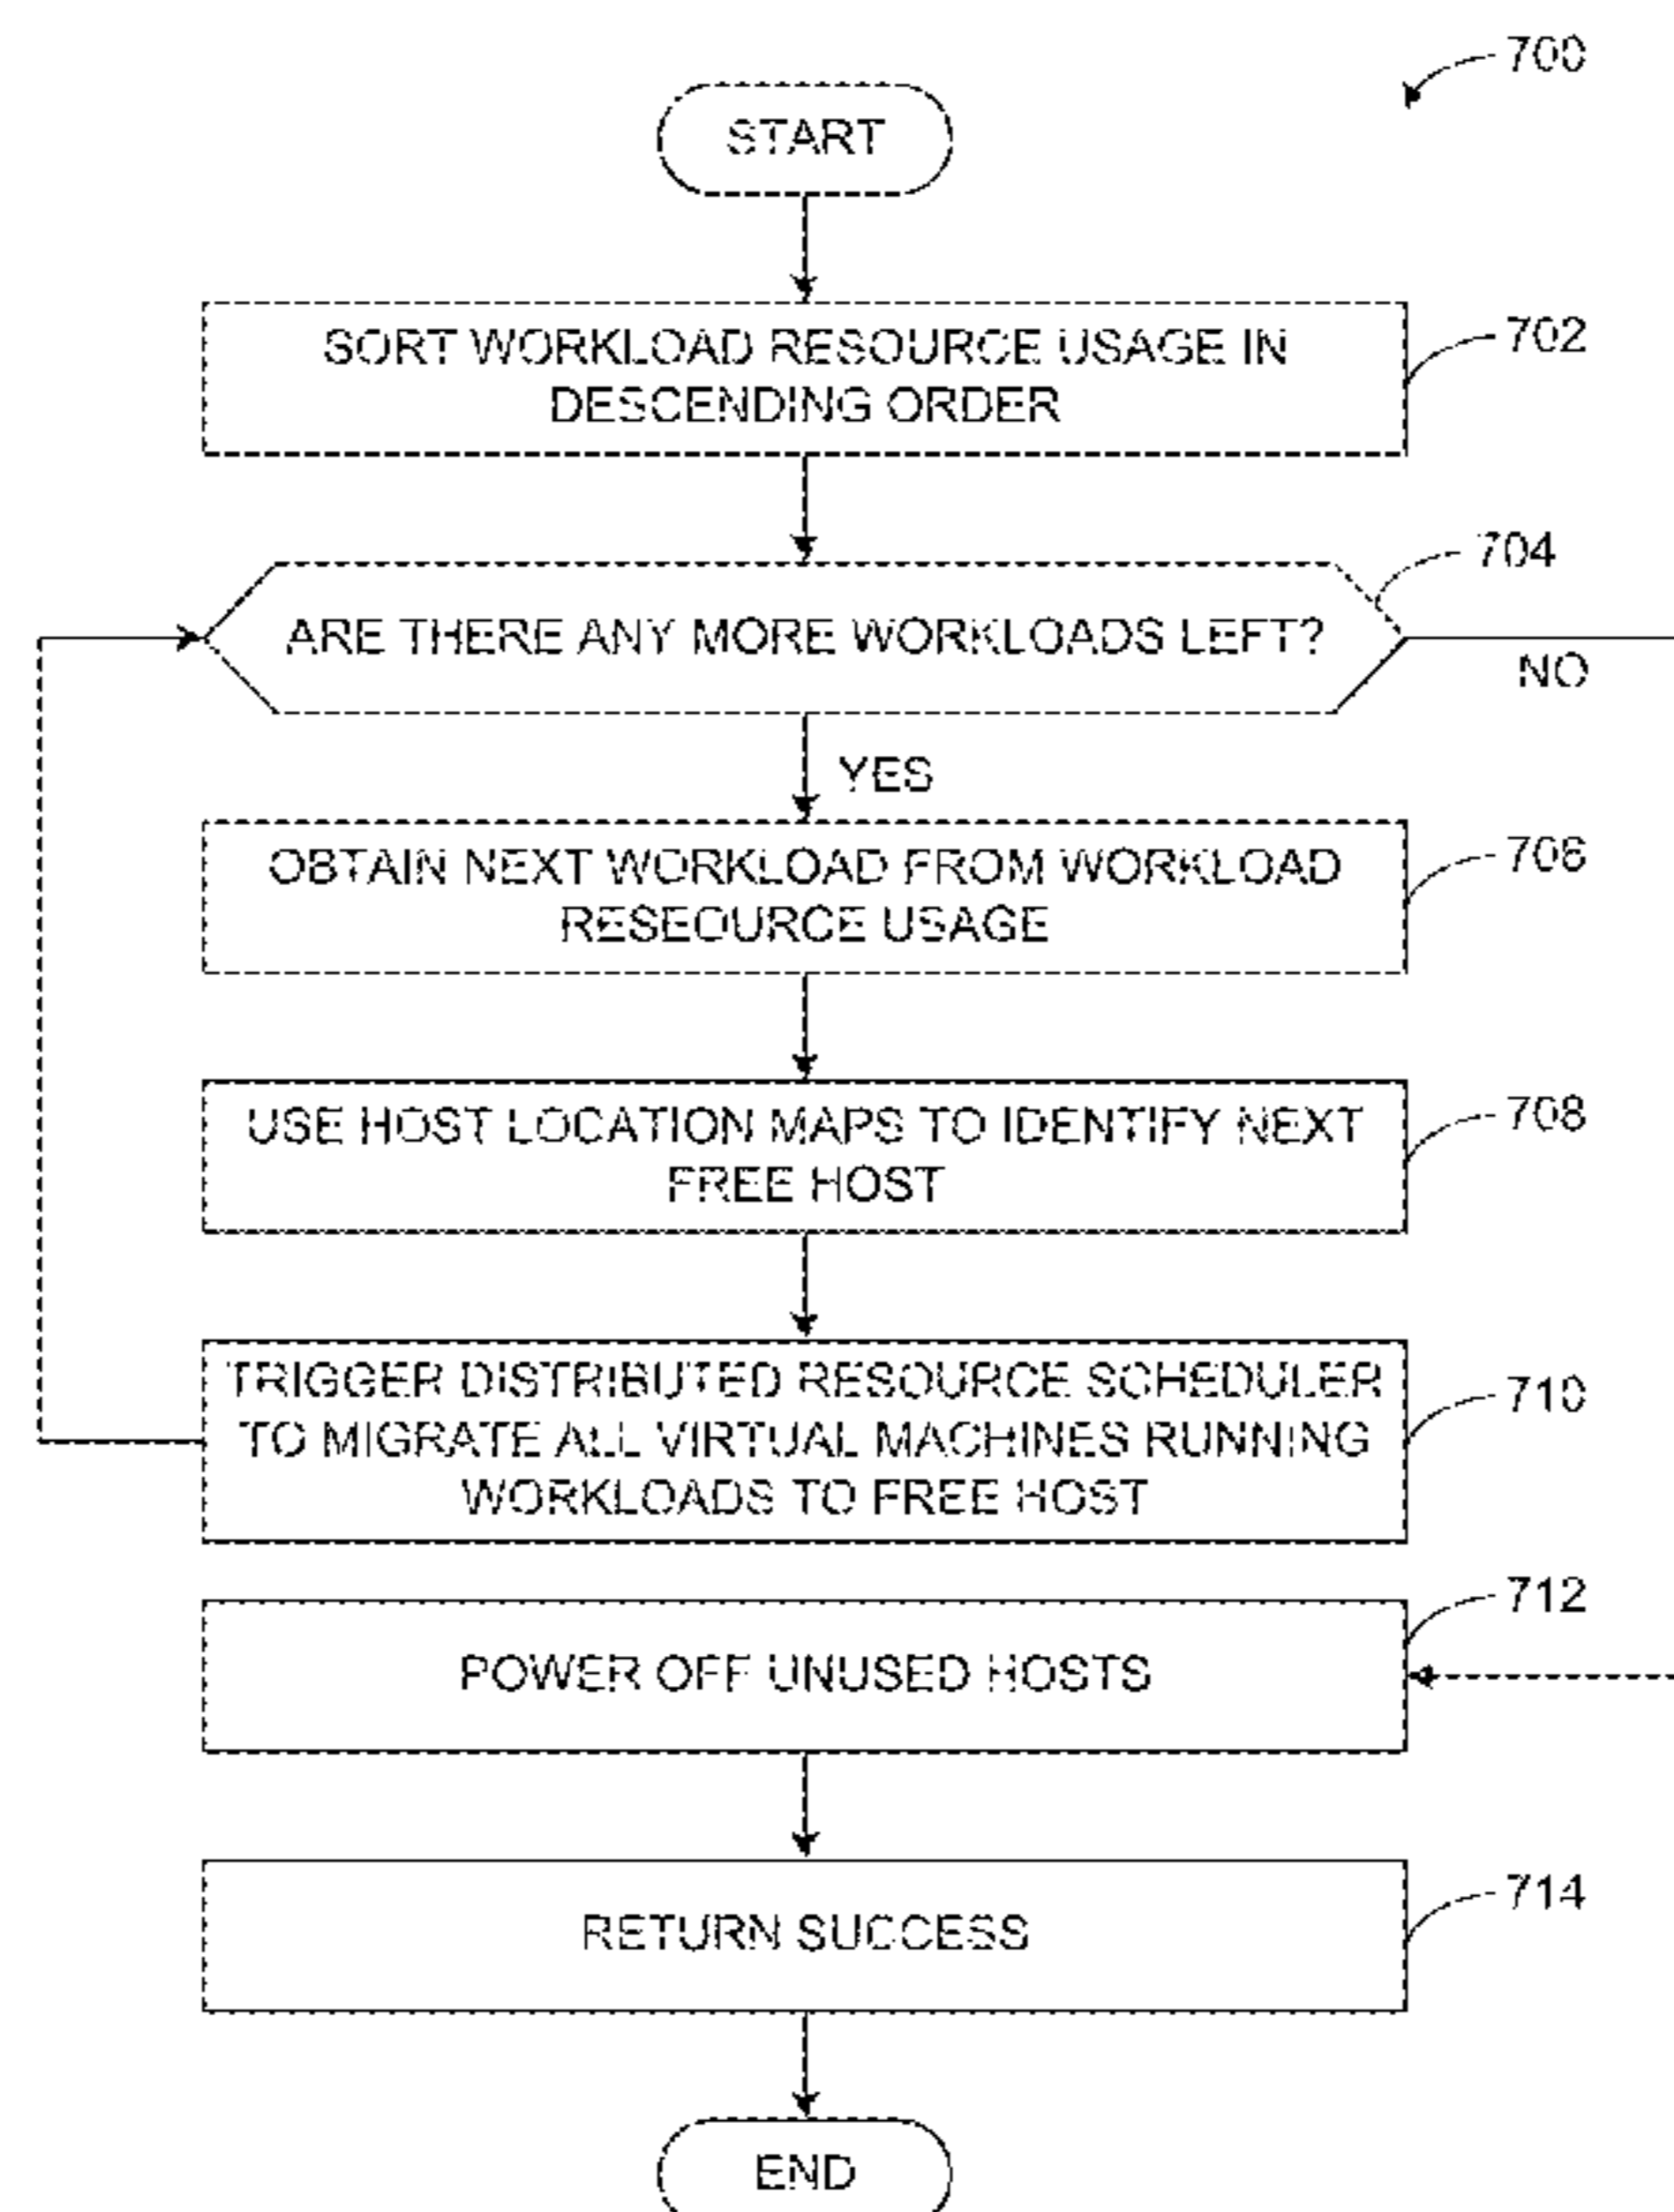 700
START
SORT WORKLOAD RESOURCE USAGE IN
DESCENDING ORDER
702
704
ARE THERE ANY MORE WORKLOADS LEFT?
NO
YES
OBTAIN NEXT WORKLOAD FROM WORKLOAD
RESEOURCE USAGE
706
USE HOST LOCATION MAPS TO IDENTIFY NEXT
FREE HOST
708
TRIGGER DISTRIBUTED RESOURCE SCHEDULER
TO MIGRATE ALL VIRTUAL MACHINES RUNNING
WORKLOADS TO FREE HOST
710
712
POWER OFF UNUSED HOSTS
714
RETURN SUCCESS
END